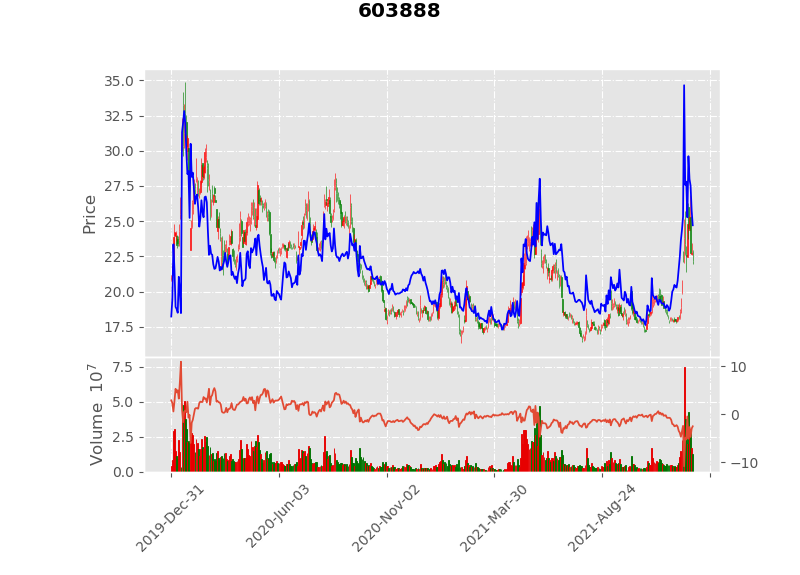 603888
35.0
32.5
30.0
27.5
25.0
22.5
20.0
17.5
Price
7.5
5.0
2.5
0.0
Volume 10^7
10
0
−10
2019-Dec-31
2020-Jun-03
2020-Nov-02
2021-Mar-30
2021-Aug-24